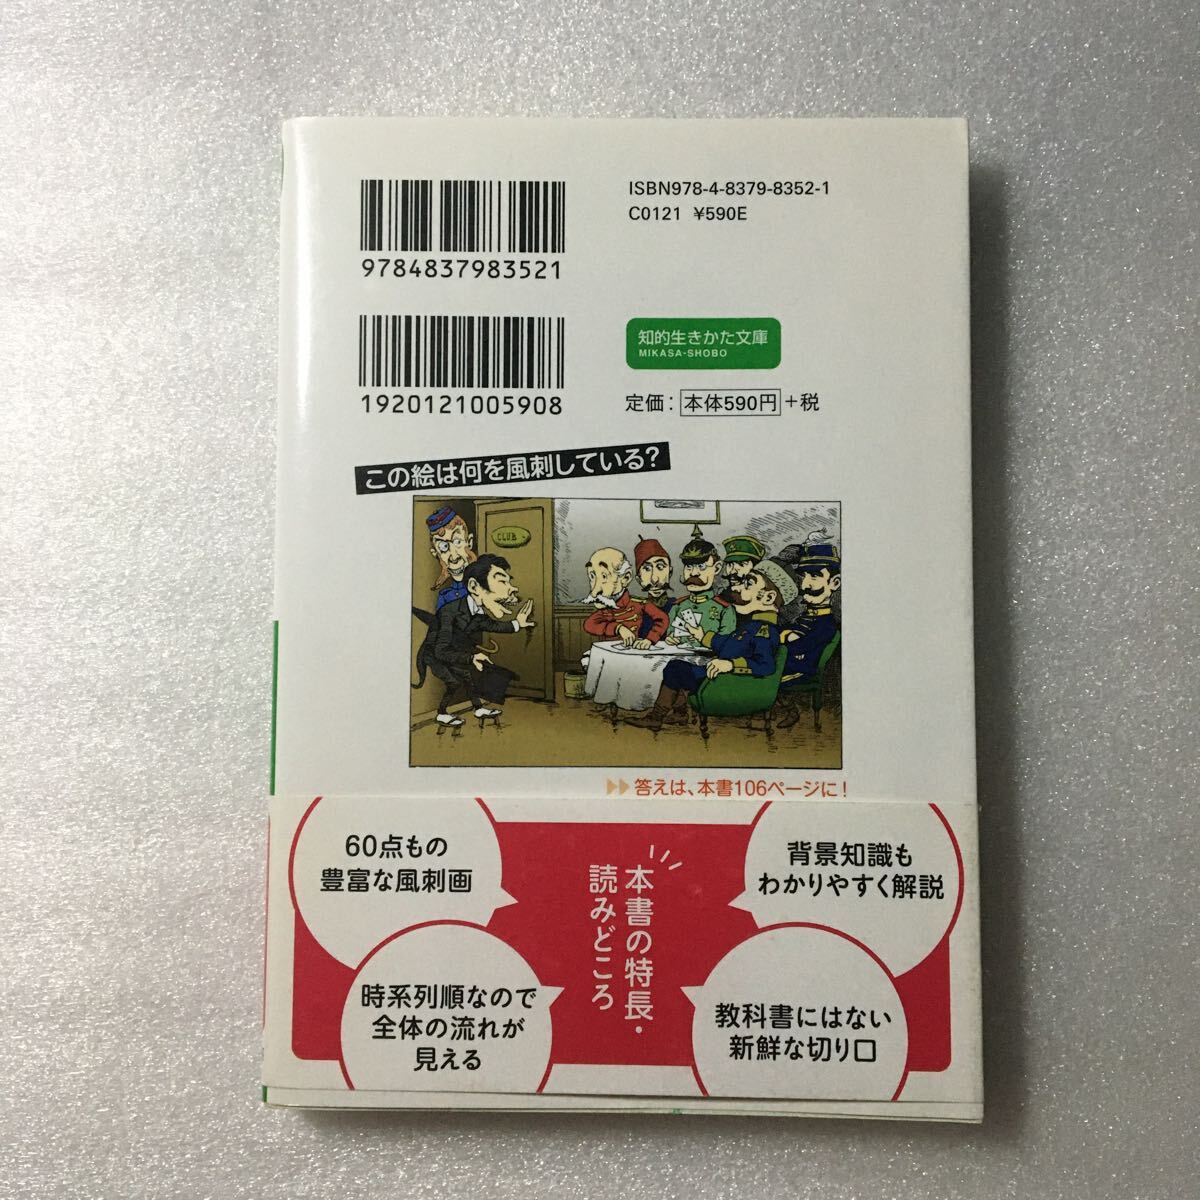 ISBN978-4-8379-8352-1
C0121 ¥590E
9784837983521
知的生きかた文庫
MIKASA-SHOBO
1920121005908
定価：本体590円＋税
この絵は何を風刺している？
CLUB
答えは、本書106ページに！
60点もの
豊富な風刺画
背景知識も
わかりやすく解説
本書の特長・
読みどころ
時系列順なので
全体の流れが
見える
教科書にはない
新鮮な切り口